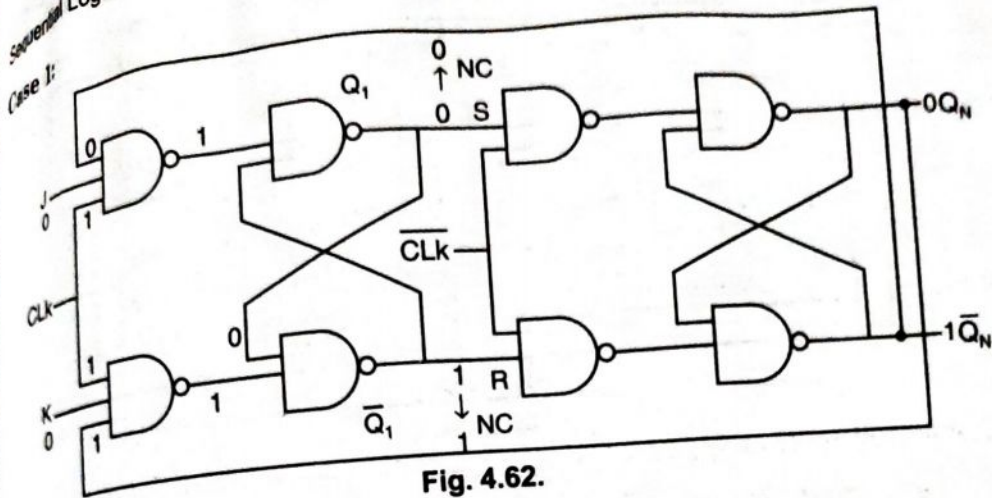 Sequential Log
Case 1:
0
↑ NC
Q₁
0 S
0
1
J
0
1
0Q_N
CLk
C̅L̅k̅
1
0
K
0
1
1
Q̅₁
1 R
↓ NC
1
1Q̅_N
Fig. 4.62.